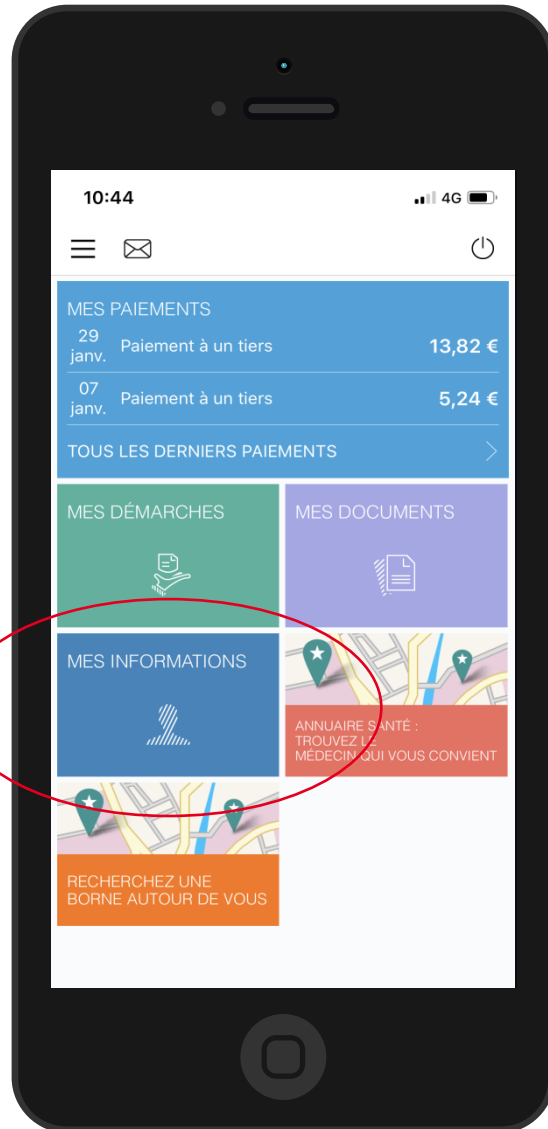 10:44
4G
MES PAIEMENTS
29
janv.
Paiement à un tiers
13,82 €
07
janv.
Paiement à un tiers
5,24 €
TOUS LES DERNIERS PAIEMENTS
MES DÉMARCHES
MES DOCUMENTS
MES INFORMATIONS
ANNUAIRE SANTÉ :
TROUVEZ LE
MÉDECIN QUI VOUS CONVIENT
RECHERCHEZ UNE
BORNE AUTOUR DE VOUS